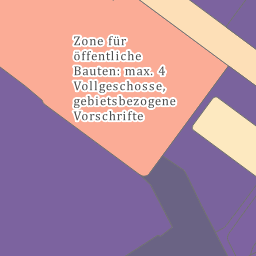 Zone für
öffentliche
Bauten: max. 4
Vollgeschosse,
gebietsbezogene
Vorschrifte